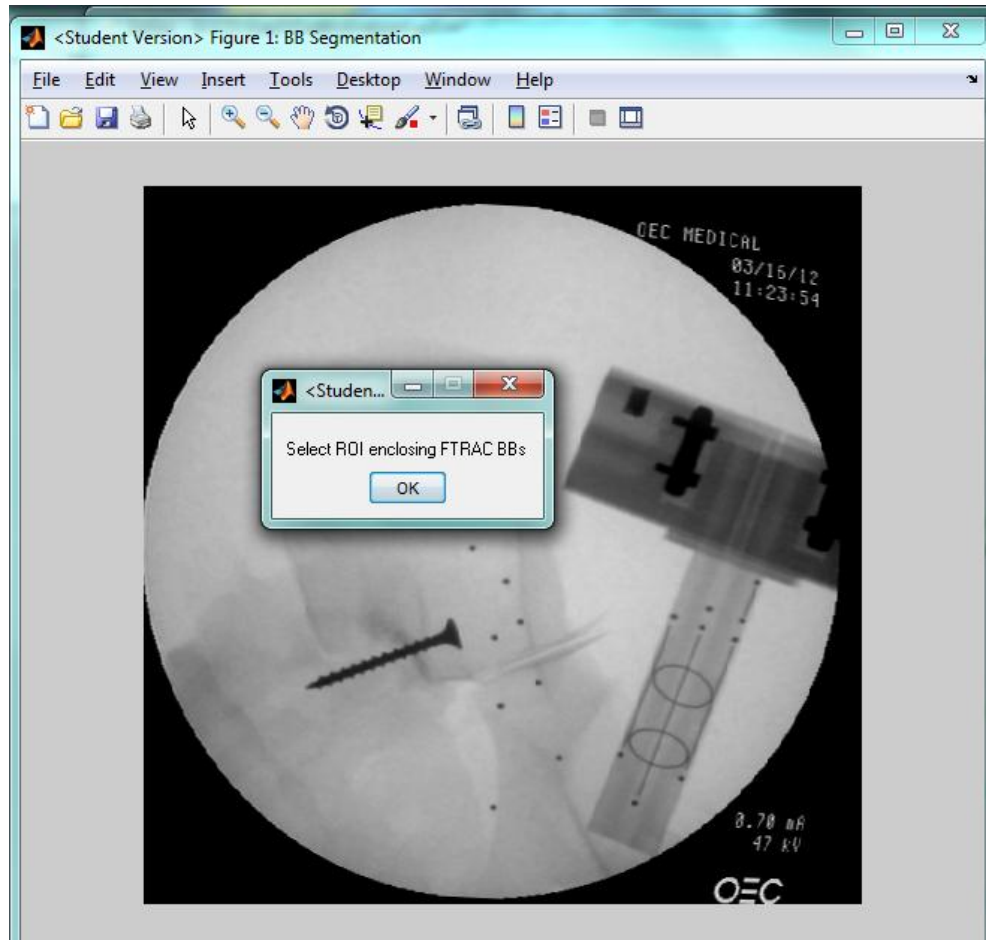 <Student Version> Figure 1: BB Segmentation
File Edit View Insert Tools Desktop Window Help
OEC MEDICAL
03/16/12
11:23:54
<Studen...
Select ROI enclosing FTRAC BBs
OK
0.70 mA
47 kV
OEC